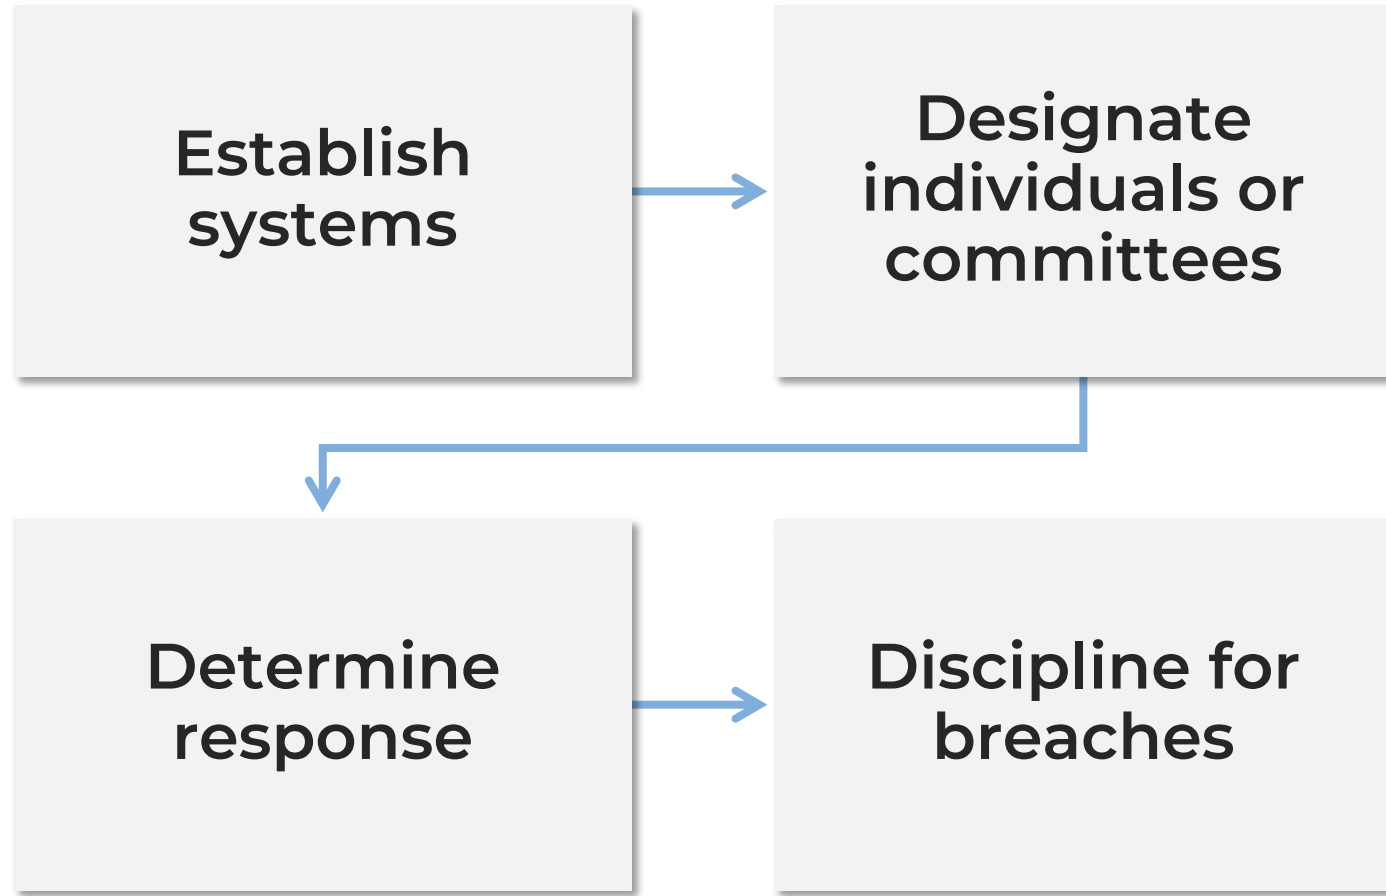 Establish
systems
Designate
individuals or
committees
Determine
response
Discipline for
breaches